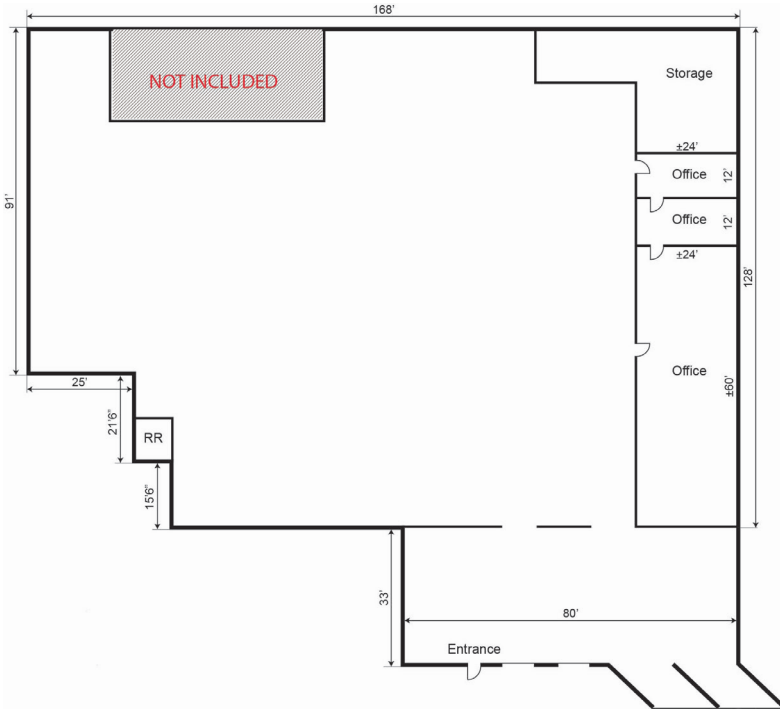 168’
NOT INCLUDED
Storage
±24’
Office
12’
Office
12’
±24’
91’
128’
Office
±60’
25’
21’6”
RR
15’6”
33’
80’
Entrance